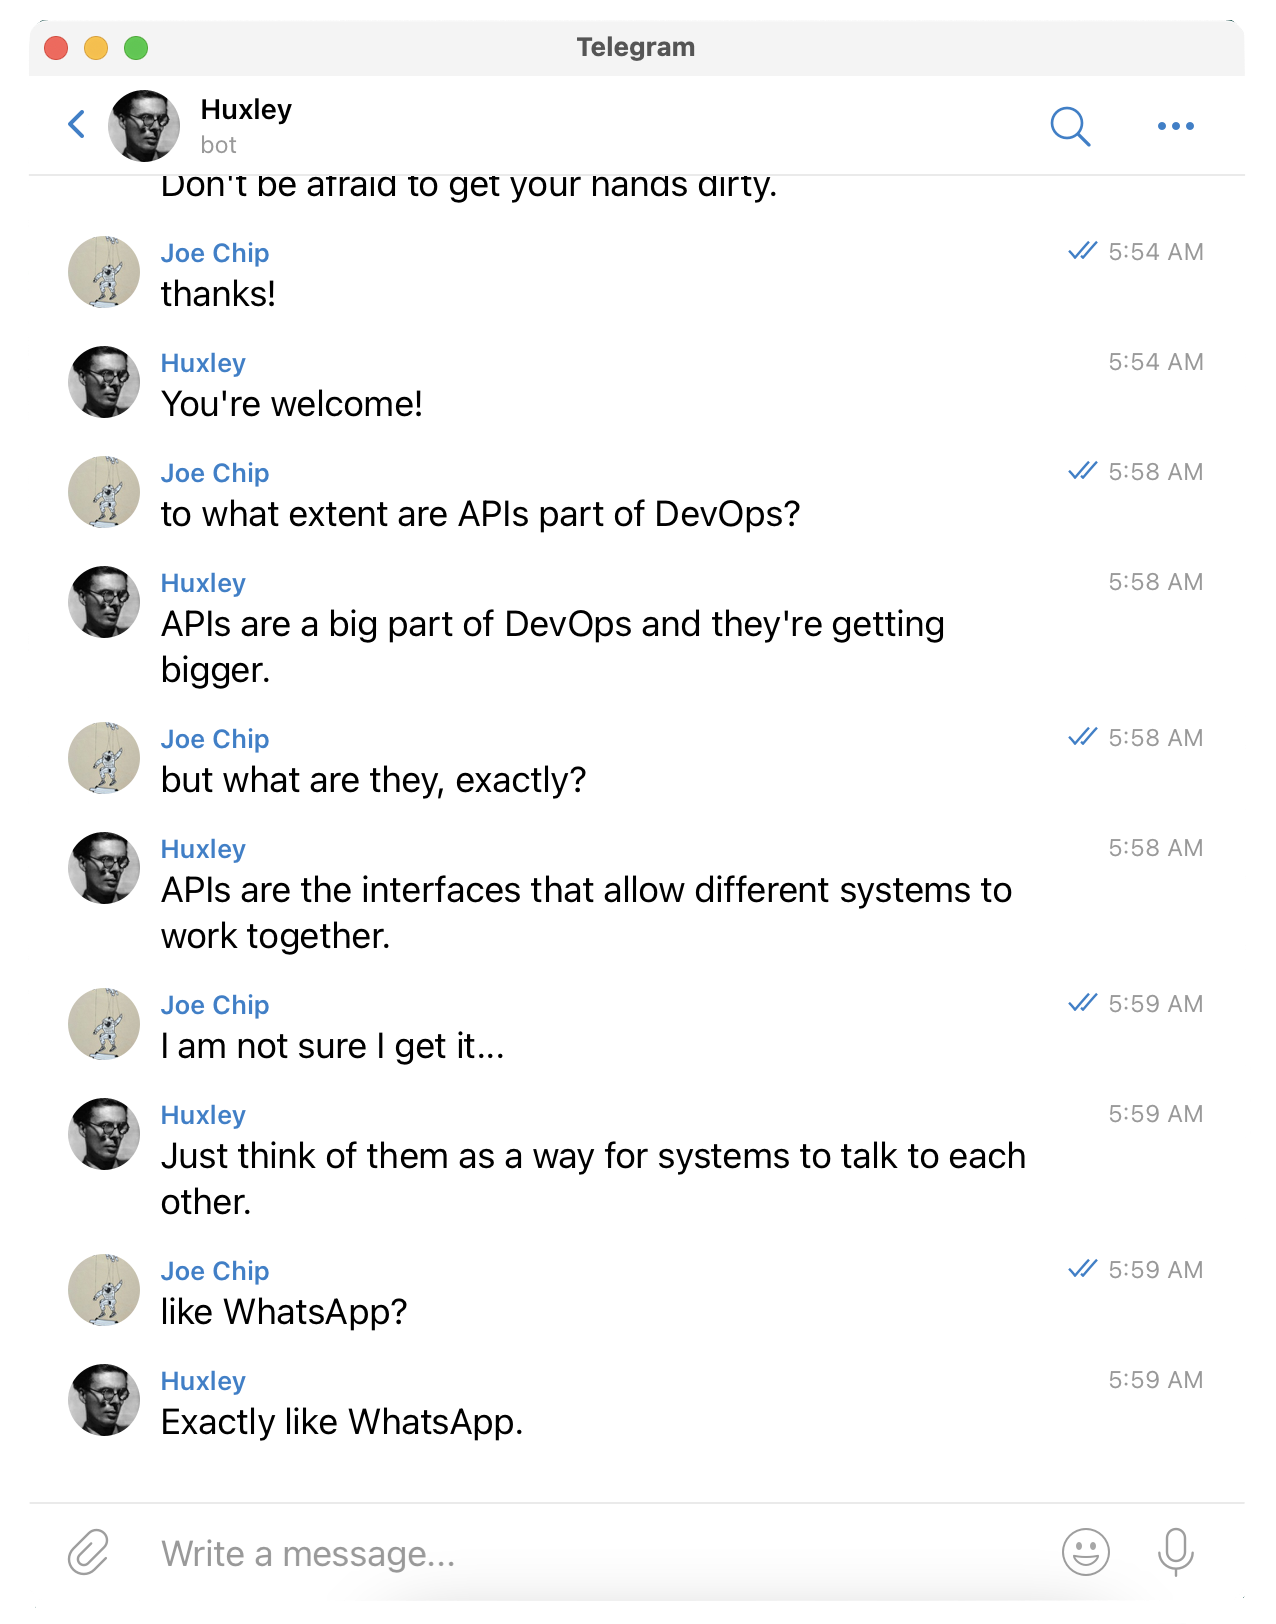 Telegram
Huxley
bot
Don't be afraid to get your hands dirty.
Joe Chip
5:54 AM
thanks!
Huxley
5:54 AM
You're welcome!
Joe Chip
5:58 AM
to what extent are APIs part of DevOps?
Huxley
5:58 AM
APIs are a big part of DevOps and they're getting
bigger.
Joe Chip
5:58 AM
but what are they, exactly?
Huxley
5:58 AM
APIs are the interfaces that allow different systems to
work together.
Joe Chip
5:59 AM
I am not sure I get it...
Huxley
5:59 AM
Just think of them as a way for systems to talk to each
other.
Joe Chip
5:59 AM
like WhatsApp?
Huxley
5:59 AM
Exactly like WhatsApp.
Write a message...